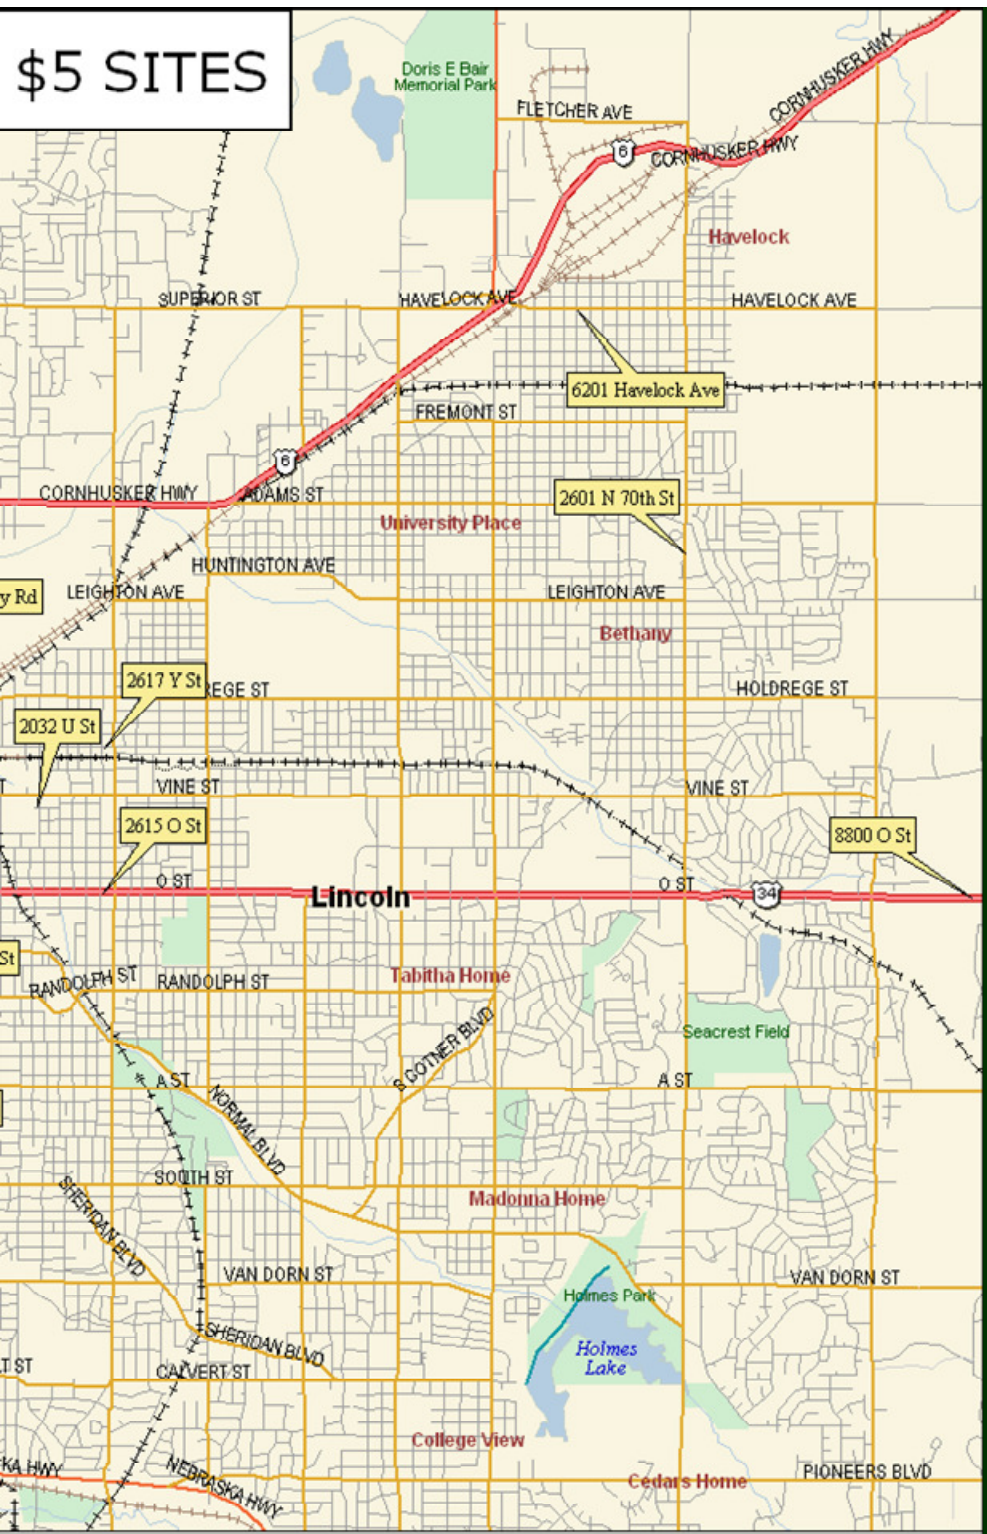 $5 SITES
Doris E Bair
Memorial Park
CORNHUSKER HWY
FLETCHER AVE
6
CORNHUSKER HWY
Havelock
SUPERIOR ST
HAVELOCK AVE
HAVELOCK AVE
6201 Havelock Ave
FREMONT ST
6
CORNHUSKER HWY
ADAMS ST
2601 N 70th St
University Place
HUNTINGTON AVE
LEIGHTON AVE
LEIGHTON AVE
y Rd
Bethany
2617 Y St
REGE ST
HOLDREGE ST
2032 U St
T
VINE ST
VINE ST
2615 O St
8800 O St
O ST
O ST
Lincoln
34
St
RANDOLPH ST
RANDOLPH ST
Tabitha Home
S COTNER BLVD
Seacrest Field
A ST
A ST
NORMAL BLVD
SOUTH ST
SHERIDAN BLVD
Madonna Home
VAN DORN ST
VAN DORN ST
Holmes Park
SHERIDAN BLVD
Holmes
Lake
LT ST
CALVERT ST
College View
KA HWY
NEBRASKA HWY
Cedars Home
PIONEERS BLVD